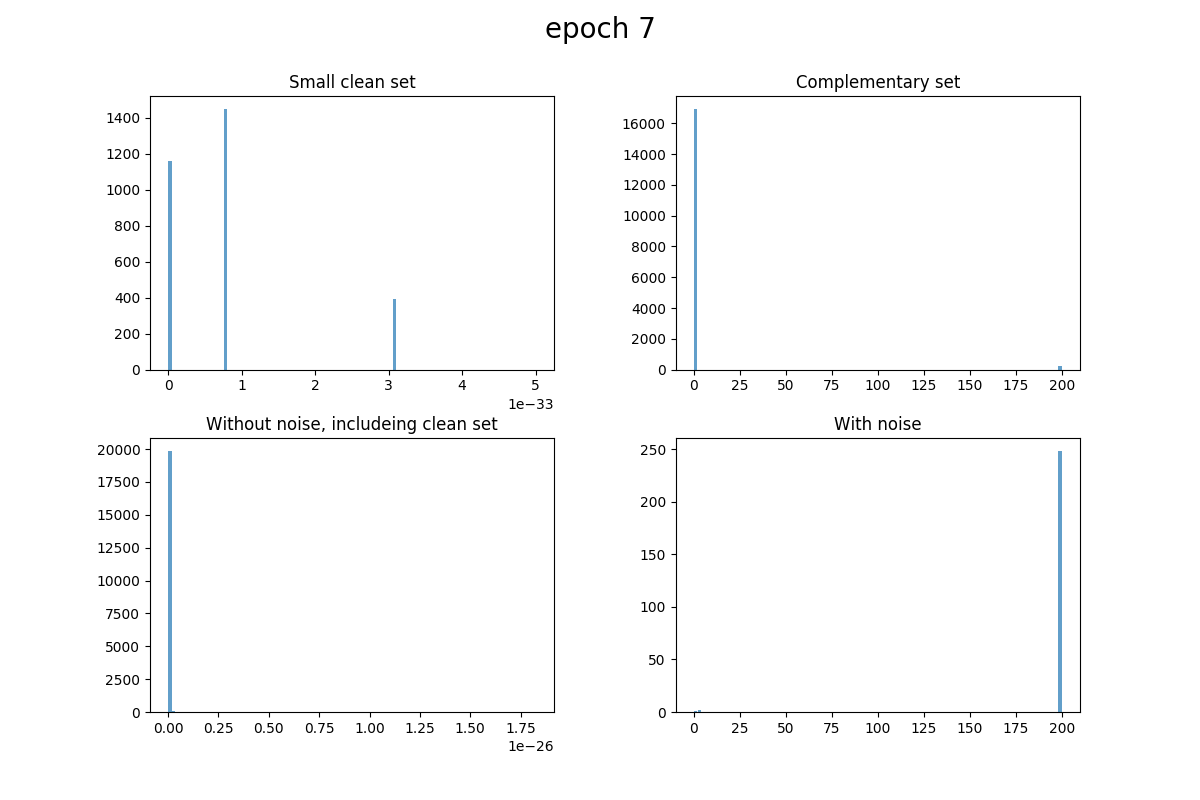 epoch 7
Small clean set
1400
1200
1000
800
600
400
200
0
0 1 2 3 4 5
1e−33
Complementary set
16000
14000
12000
10000
8000
6000
4000
2000
0
0 25 50 75 100 125 150 175 200
Without noise, includeing clean set
20000
17500
15000
12500
10000
7500
5000
2500
0
0.00 0.25 0.50 0.75 1.00 1.25 1.50 1.75
1e−26
With noise
250
200
150
100
50
0
0 25 50 75 100 125 150 175 200